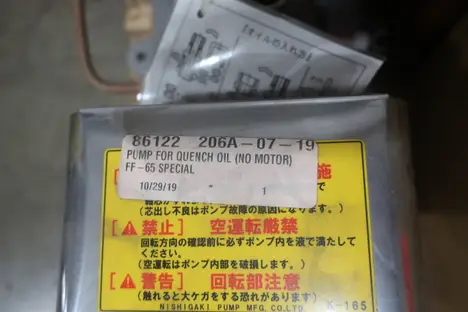 【オイルの入れ方】
86122 206A-07-19
PUMP FOR QUENCH OIL (NO MOTOR)
FF-65 SPECIAL
10/29/19 - 1
施
(芯出し不良はポンプ故障の原因になります。)
[⚠禁止] 空運転厳禁
回転方向の確認前に必ずポンプ内を液で満たして
ください。
(空運転はポンプ内部を破損します。)
[⚠警告] 回転部注意
(触れると大ケガをする恐れがあります)
NISHIGAKI PUMP MFG.CO.,LTD. K-165